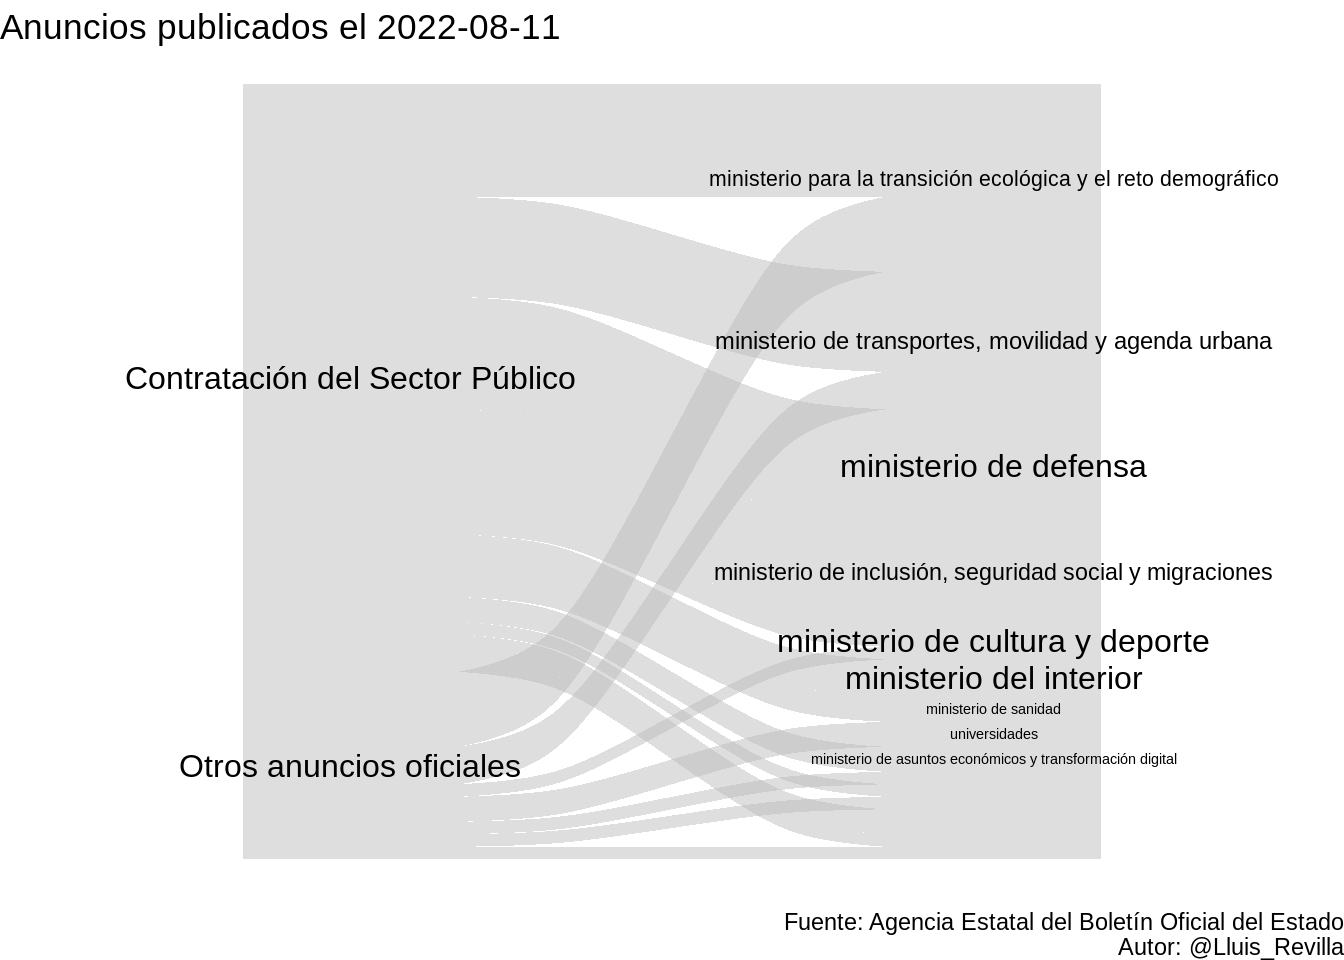 Anuncios publicados el 2022-08-11
ministerio para la transición ecológica y el reto demográfico
ministerio de transportes, movilidad y agenda urbana
Contratación del Sector Público
ministerio de defensa
ministerio de inclusión, seguridad social y migraciones
ministerio de cultura y deporte
ministerio del interior
ministerio de sanidad
universidades
ministerio de asuntos económicos y transformación digital
Otros anuncios oficiales
Fuente: Agencia Estatal del Boletín Oficial del Estado
Autor: @Lluis_Revilla